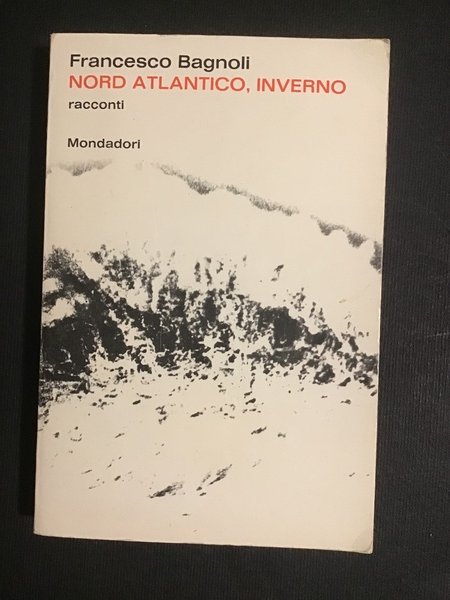 Francesco Bagnoli
NORD ATLANTICO, INVERNO
racconti
Mondadori